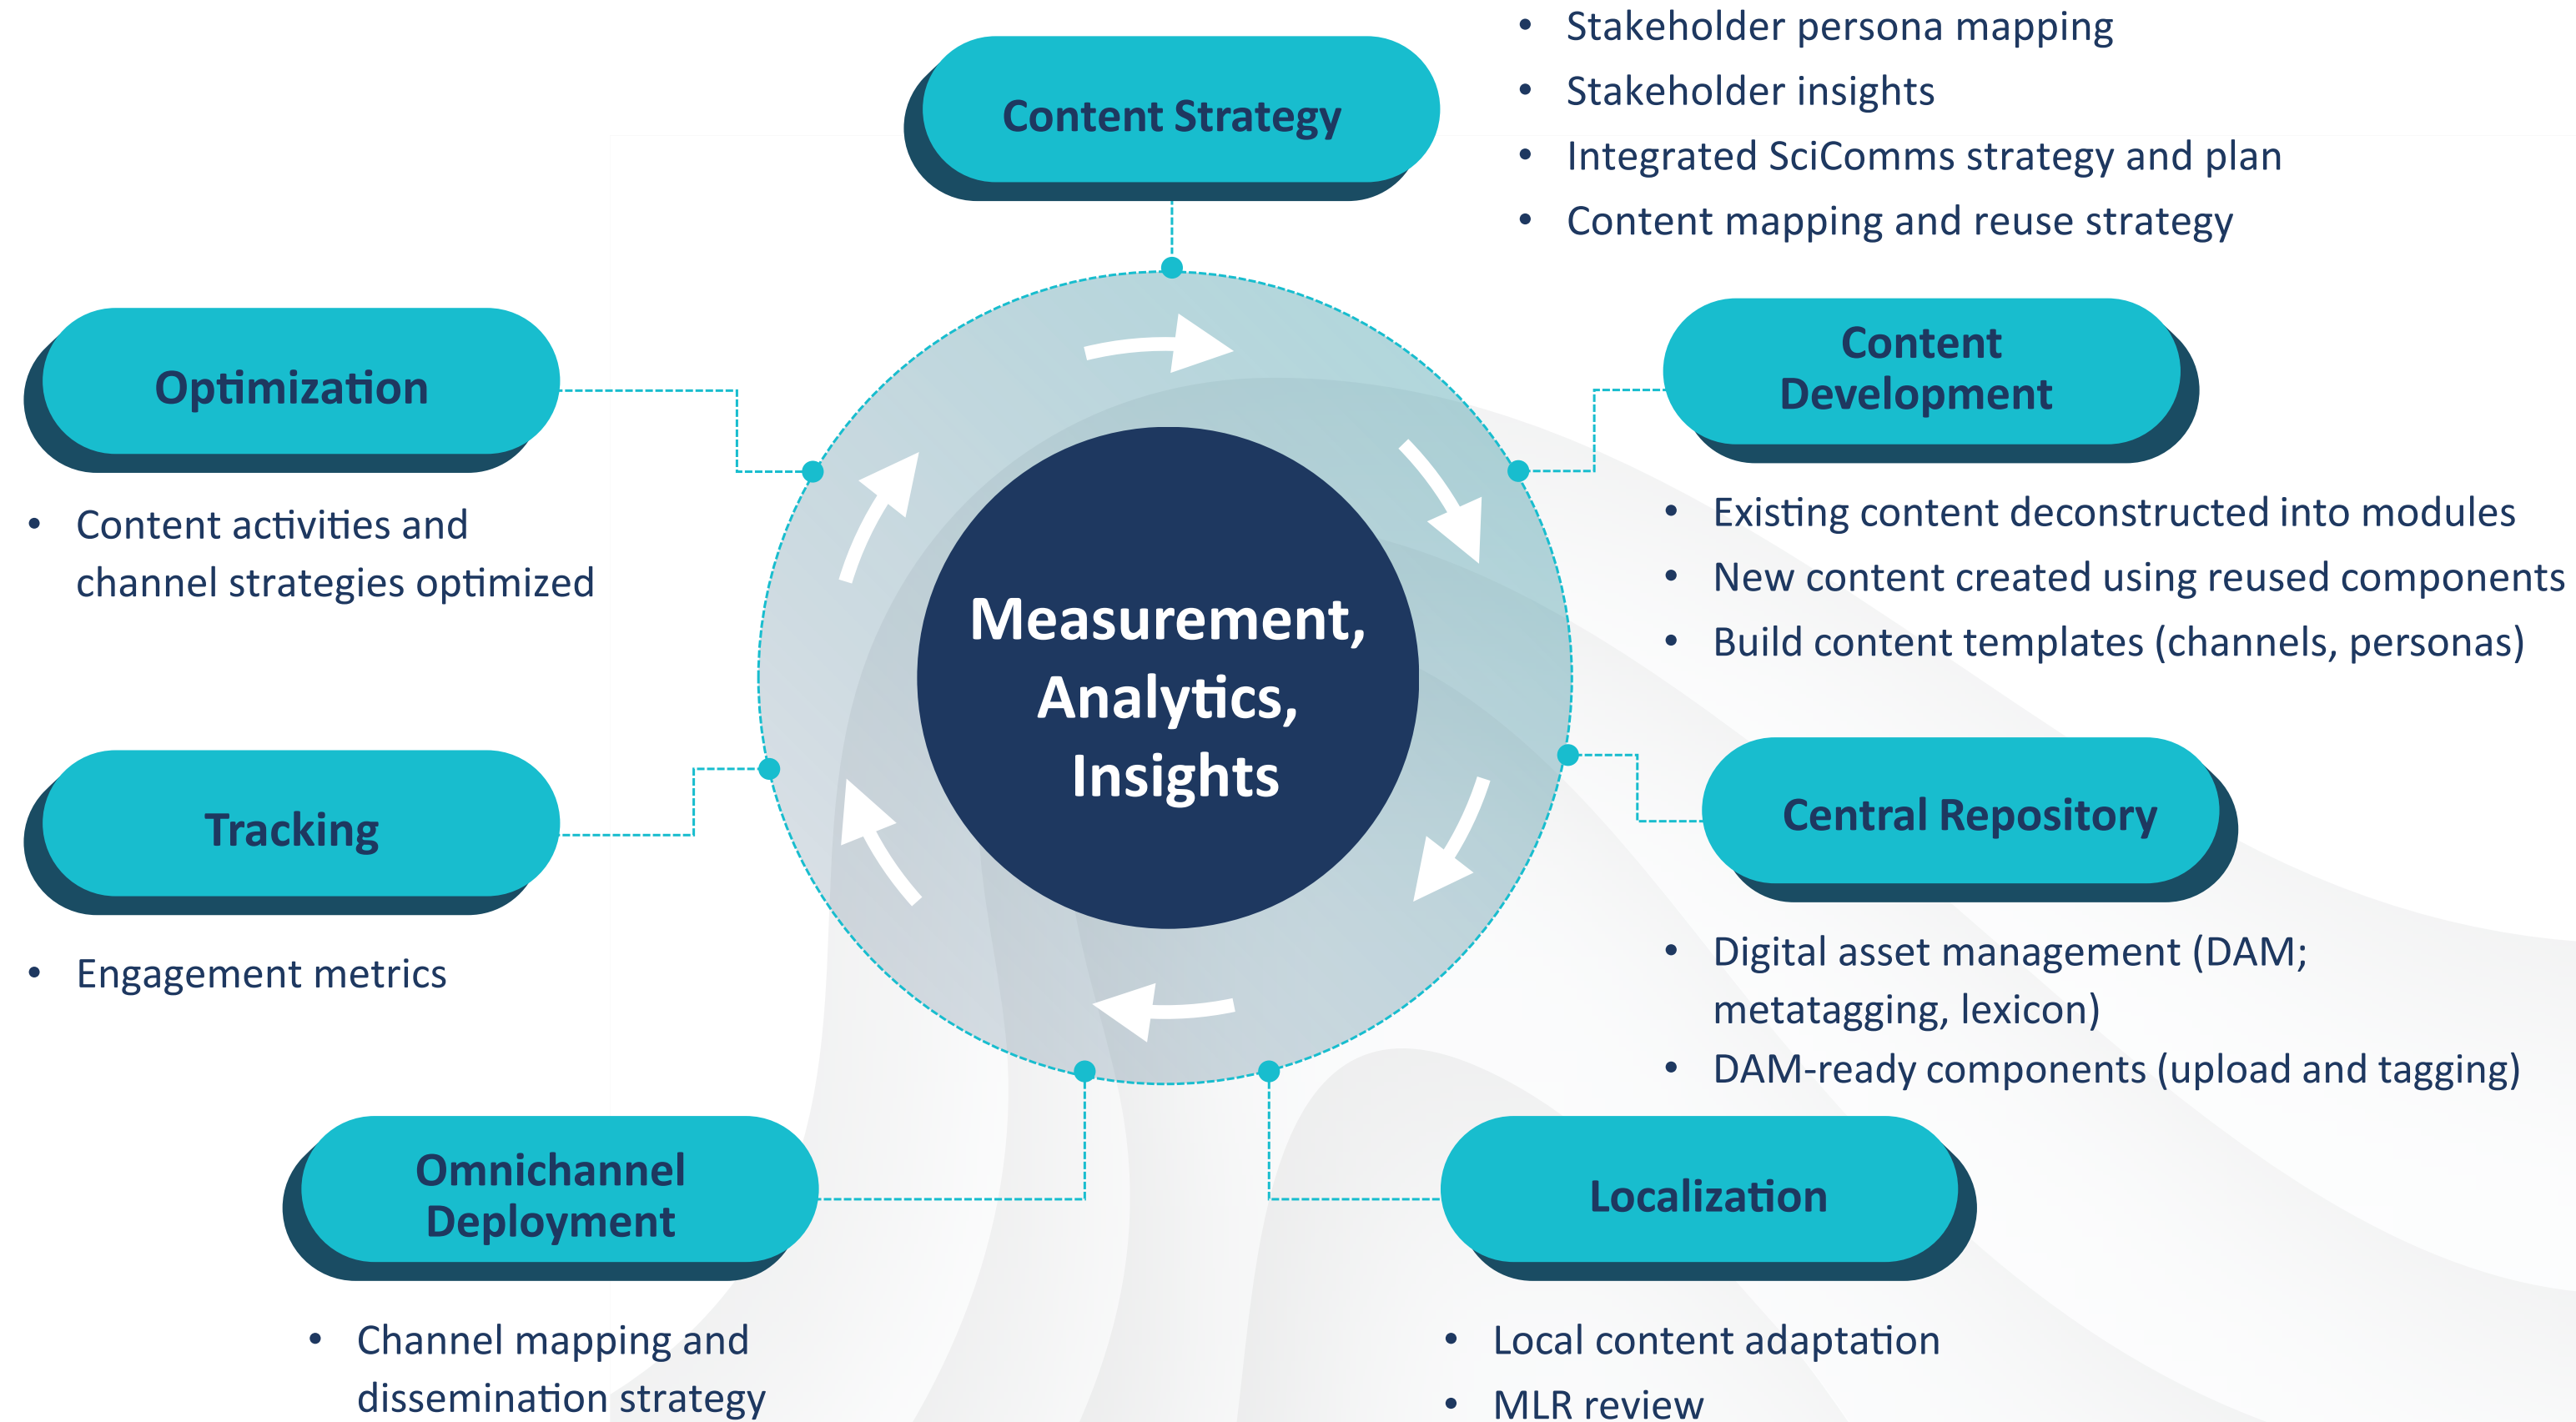 Content Strategy
• Stakeholder persona mapping
• Stakeholder insights
• Integrated SciComms strategy and plan
• Content mapping and reuse strategy
Content
Development
• Existing content deconstructed into modules
• New content created using reused components
• Build content templates (channels, personas)
Central Repository
• Digital asset management (DAM;
metatagging, lexicon)
• DAM-ready components (upload and tagging)
Localization
• Local content adaptation
• MLR review
Omnichannel
Deployment
• Channel mapping and
dissemination strategy
Tracking
• Engagement metrics
Optimization
• Content activities and
channel strategies optimized
Measurement,
Analytics,
Insights